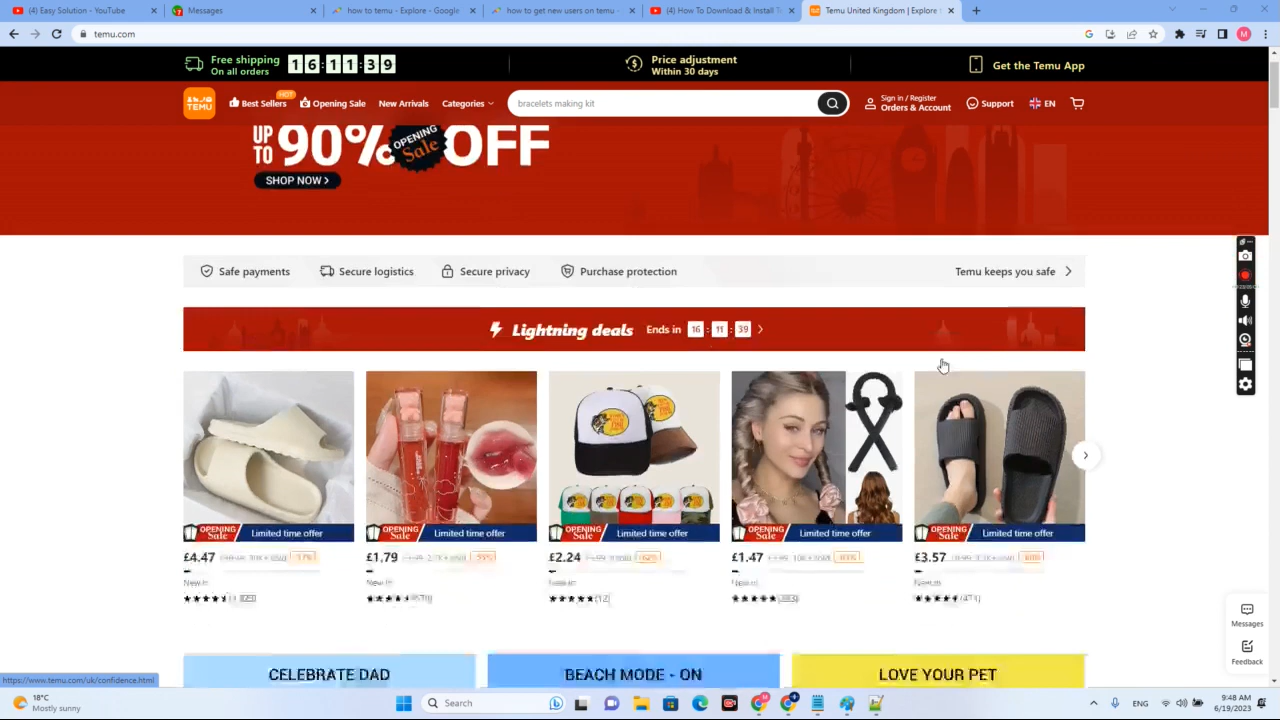 (4) Easy Solution - YouTube
Messages
how to temu - Explore - Google
how to get new users on temu -
(4) How To Download & Install T
Temu United Kingdom | Explore
temu.com
Free shipping
On all orders
16:11:39
Price adjustment
Within 30 days
Get the Temu App
TEMU
Best Sellers
HOT
Opening Sale
New Arrivals
Categories
bracelets making kit
Sign in / Register
Orders & Account
Support
EN
UP TO 90% OFF
OPENING Sale
SHOP NOW >
Safe payments
Secure logistics
Secure privacy
Purchase protection
Temu keeps you safe >
Lightning deals Ends in 16 : 11 : 39 >
OPENING Sale Limited time offer
OPENING Sale Limited time offer
OPENING Sale Limited time offer
OPENING Sale Limited time offer
OPENING Sale Limited time offer
£4.47
£1.79
£2.24
£1.47
£3.57
Messages
Feedback
CELEBRATE DAD
BEACH MODE - ON
LOVE YOUR PET
https://www.temu.com/uk/confidence.html
18°C
Mostly sunny
Search
ENG
9:48 AM
6/19/2023